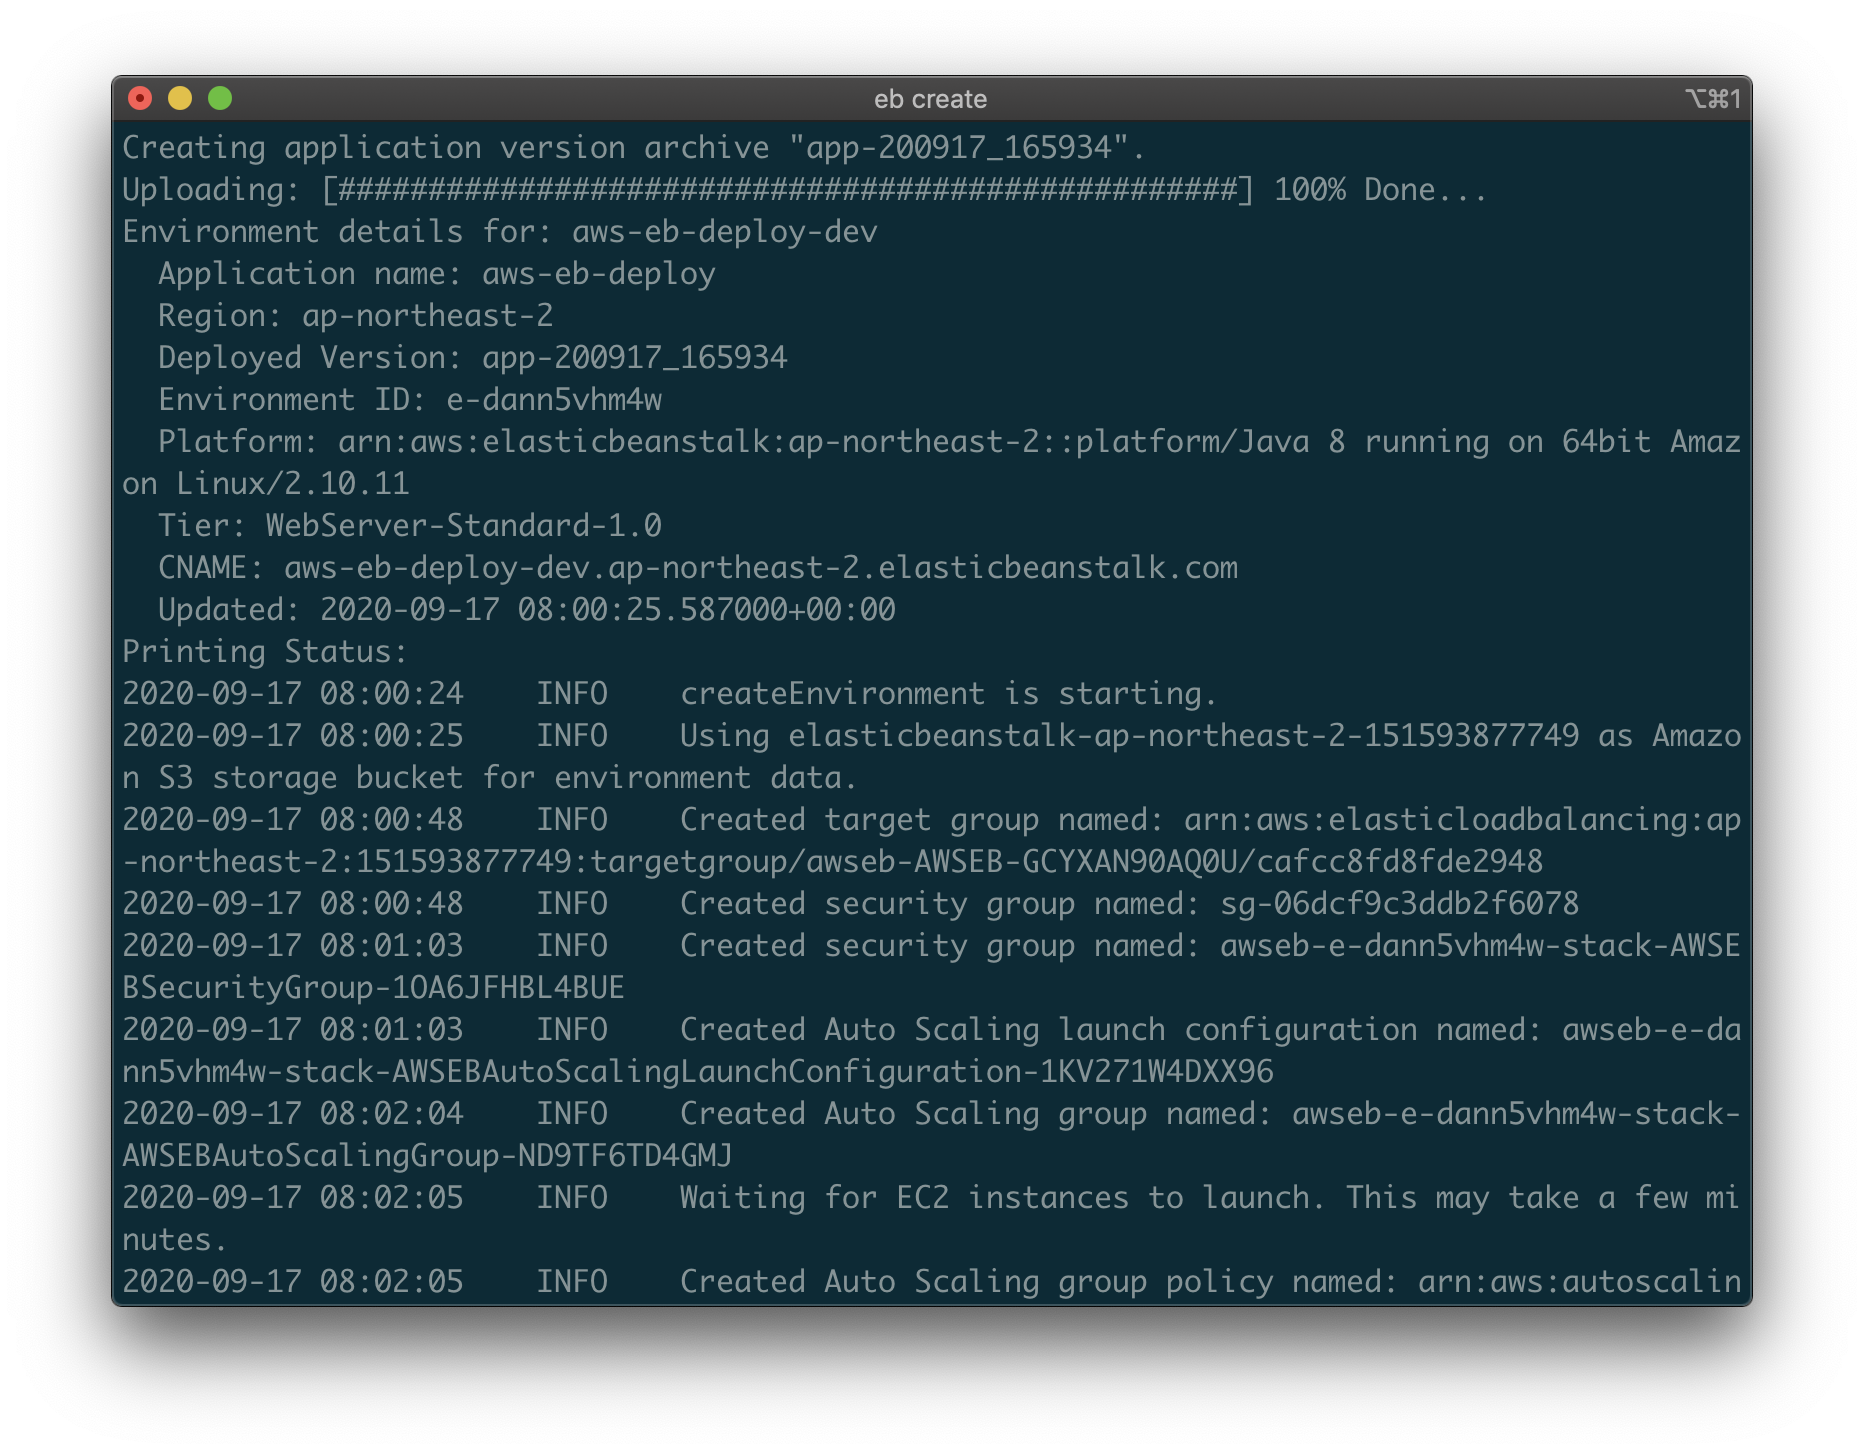 eb create
⌥⌘1
Creating application version archive "app-200917_165934".
Uploading: [##################################################] 100% Done...
Environment details for: aws-eb-deploy-dev
  Application name: aws-eb-deploy
  Region: ap-northeast-2
  Deployed Version: app-200917_165934
  Environment ID: e-dann5vhm4w
  Platform: arn:aws:elasticbeanstalk:ap-northeast-2::platform/Java 8 running on 64bit Amaz
on Linux/2.10.11
  Tier: WebServer-Standard-1.0
  CNAME: aws-eb-deploy-dev.ap-northeast-2.elasticbeanstalk.com
  Updated: 2020-09-17 08:00:25.587000+00:00
Printing Status:
2020-09-17 08:00:24    INFO    createEnvironment is starting.
2020-09-17 08:00:25    INFO    Using elasticbeanstalk-ap-northeast-2-151593877749 as Amazo
n S3 storage bucket for environment data.
2020-09-17 08:00:48    INFO    Created target group named: arn:aws:elasticloadbalancing:ap
-northeast-2:151593877749:targetgroup/awseb-AWSEB-GCYXAN90AQ0U/cafcc8fd8fde2948
2020-09-17 08:00:48    INFO    Created security group named: sg-06dcf9c3ddb2f6078
2020-09-17 08:01:03    INFO    Created security group named: awseb-e-dann5vhm4w-stack-AWSE
BSecurityGroup-1OA6JFHBL4BUE
2020-09-17 08:01:03    INFO    Created Auto Scaling launch configuration named: awseb-e-da
nn5vhm4w-stack-AWSEBAutoScalingLaunchConfiguration-1KV271W4DXX96
2020-09-17 08:02:04    INFO    Created Auto Scaling group named: awseb-e-dann5vhm4w-stack-
AWSEBAutoScalingGroup-ND9TF6TD4GMJ
2020-09-17 08:02:05    INFO    Waiting for EC2 instances to launch. This may take a few mi
nutes.
2020-09-17 08:02:05    INFO    Created Auto Scaling group policy named: arn:aws:autoscalin